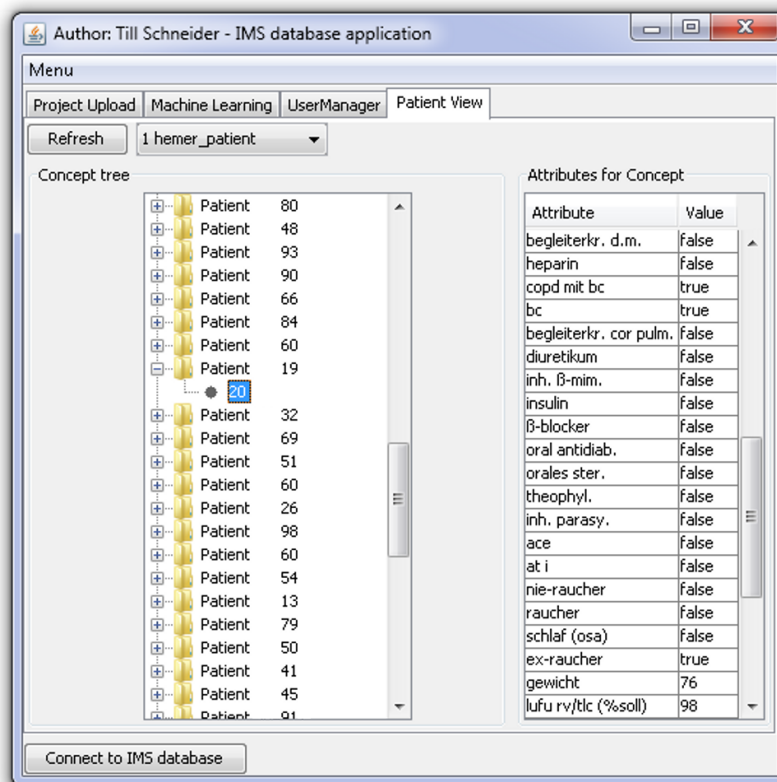 Author: Till Schneider - IMS database application
Menu
Project Upload Machine Learning UserManager Patient View
Refresh 1 hemer_patient
Concept tree
Patient 80
Patient 48
Patient 93
Patient 90
Patient 66
Patient 84
Patient 60
Patient 19
20
Patient 32
Patient 69
Patient 51
Patient 60
Patient 26
Patient 98
Patient 60
Patient 54
Patient 13
Patient 79
Patient 50
Patient 41
Patient 45
Patient 91
Attributes for Concept
Attribute Value
begleiterkr. d.m. false
heparin false
copd mit bc true
bc true
begleiterkr. cor pulm. false
diuretikum false
inh. ß-mim. false
insulin false
ß-blocker false
oral antidiab. false
orales ster. false
theophyl. false
inh. parasy. false
ace false
at i false
nie-raucher false
raucher false
schlaf (osa) false
ex-raucher true
gewicht 76
lufu rv/tlc (%soll) 98
Connect to IMS database